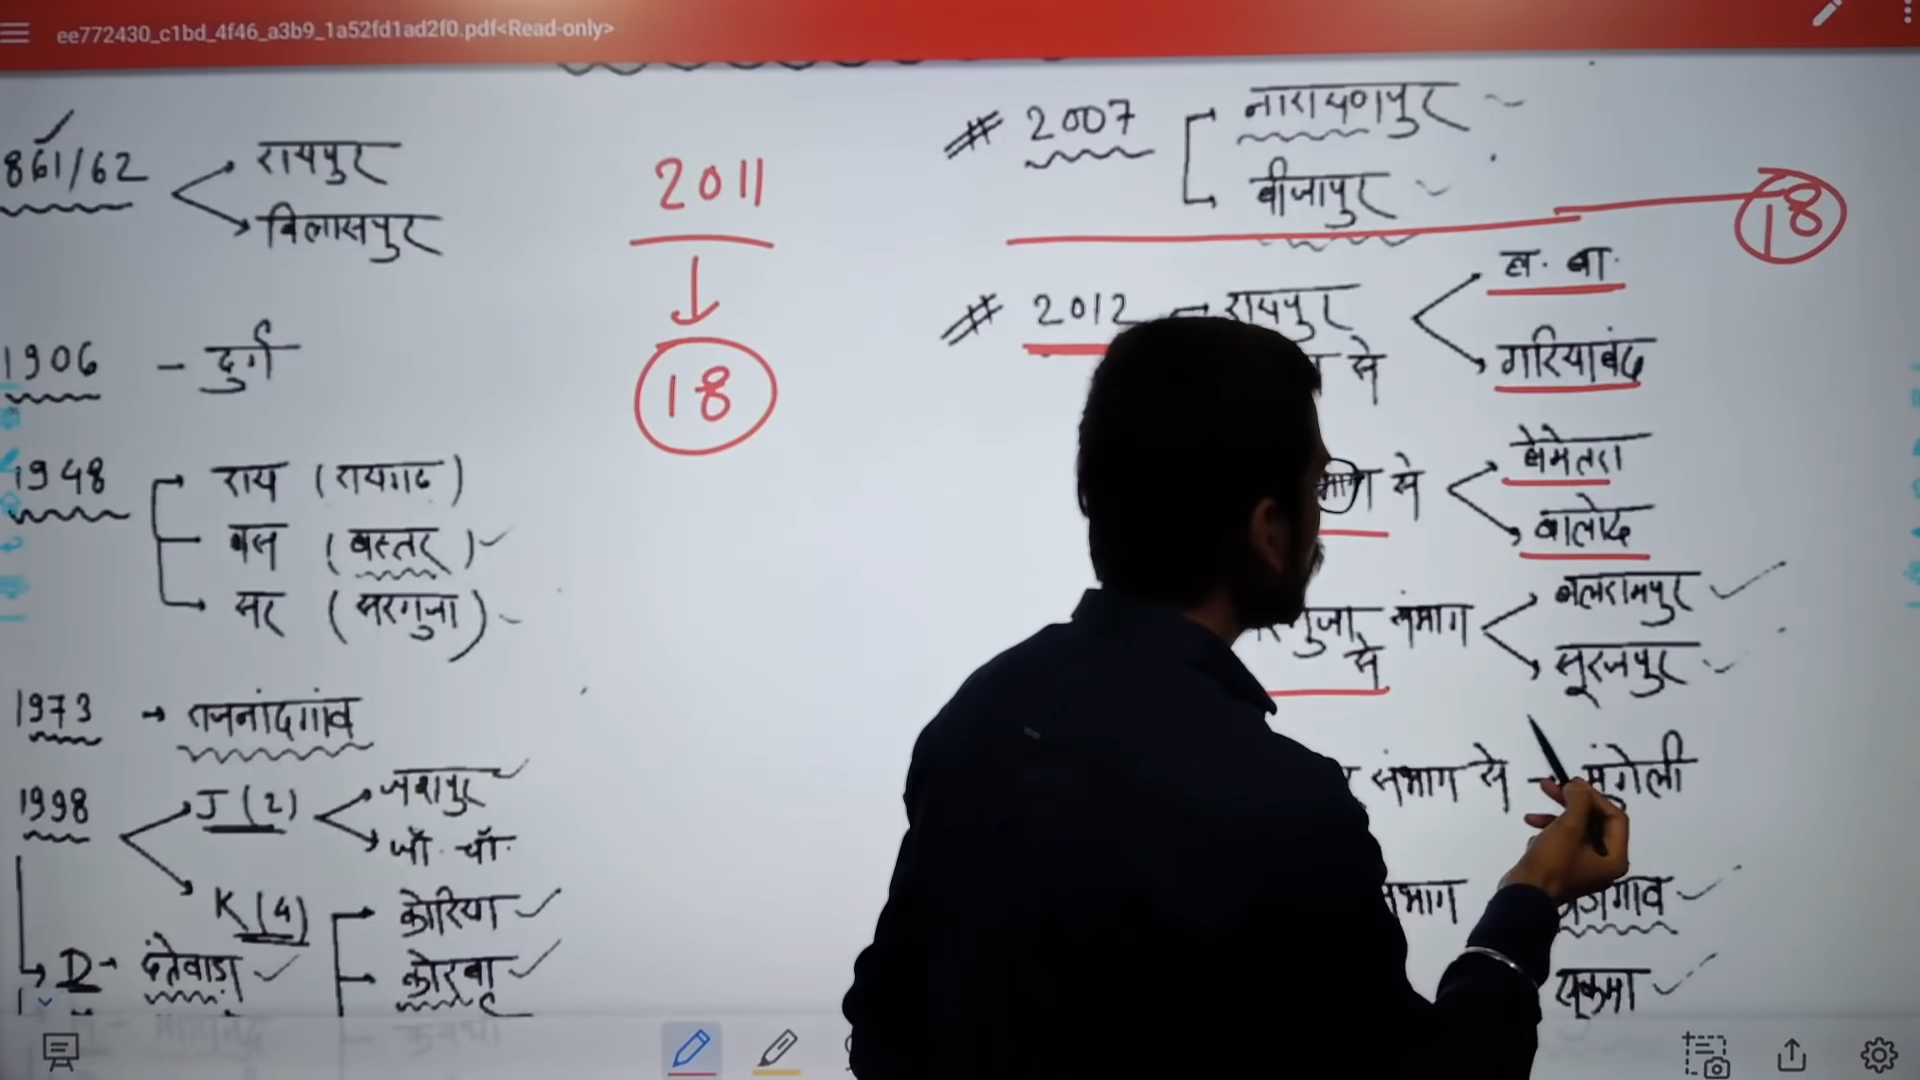 ee772430_c1bd_4f46_a3b9_1a52fd1ad2f0.pdf<Read-only>
861/62
रायपुर
बिलासपुर
1906 - दुर्ग
1948
राय (रायगढ)
बस (बस्तर)
सर (सरगुजा)
1973 → राजनांदगांव
1998
J (2)
जशपुर
जॉ. चॉ.
K (4)
कोरिया
कोरबा
D → दंतेवाड़ा
2011
18
# 2007
नारायणपुर
बीजापुर
18
# 2012 - रायपुर
से
ब. बा.
गरियाबंद
से
बेमेतरा
बालोद
संभाग
से
बलरामपुर
सूरजपुर
संभाग से → मुंगेली
सुकमा